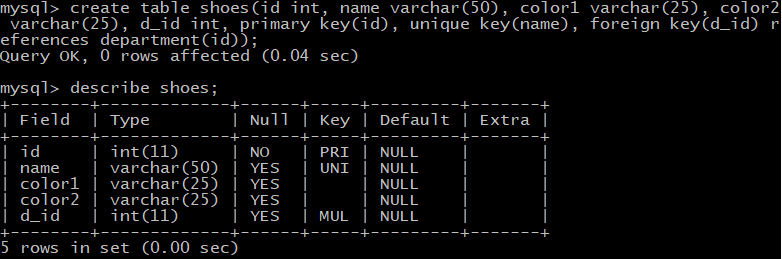 mysql> create table shoes(id int, name varchar(50), color1 varchar(25), color2
 varchar(25), d_id int, primary key(id), unique key(name), foreign key(d_id) r
eferences department(id));
Query OK, 0 rows affected (0.04 sec)

mysql> describe shoes;
+--------+-------------+------+-----+---------+-------+
| Field  | Type        | Null | Key | Default | Extra |
+--------+-------------+------+-----+---------+-------+
| id     | int(11)     | NO   | PRI | NULL    |       |
| name   | varchar(50) | YES  | UNI | NULL    |       |
| color1 | varchar(25) | YES  |     | NULL    |       |
| color2 | varchar(25) | YES  |     | NULL    |       |
| d_id   | int(11)     | YES  | MUL | NULL    |       |
+--------+-------------+------+-----+---------+-------+
5 rows in set (0.00 sec)